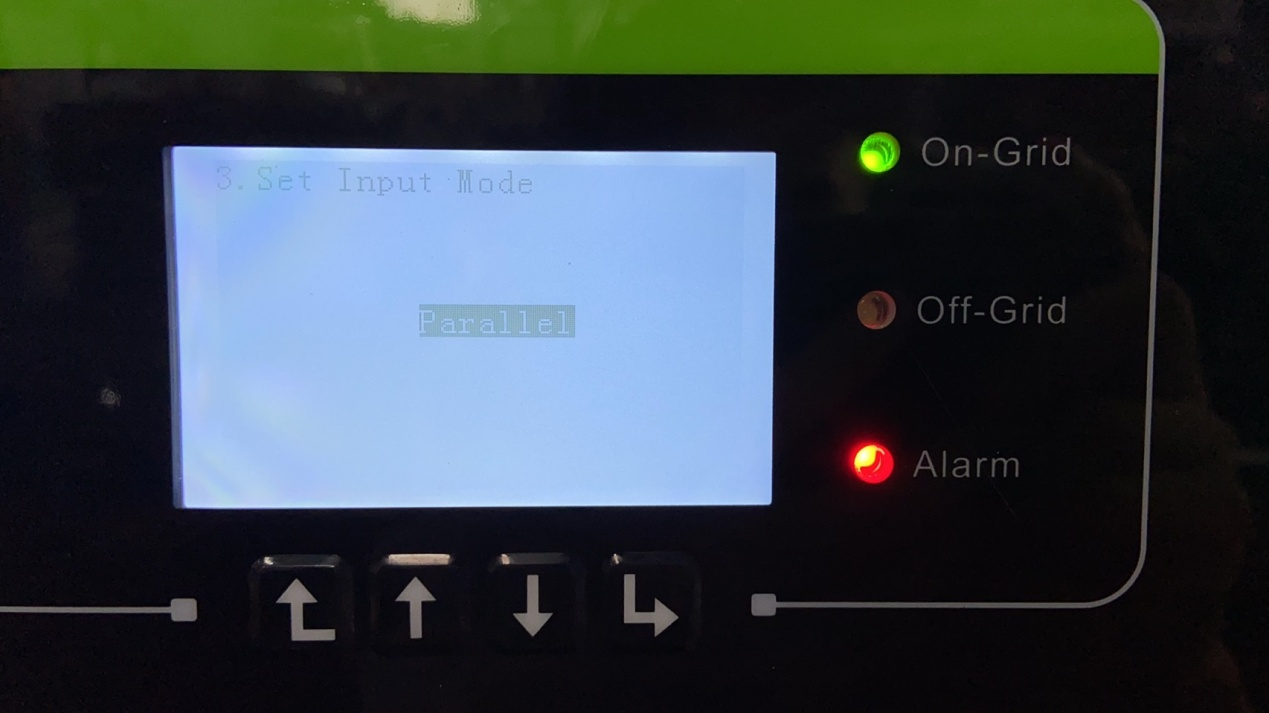 3.Set Input Mode
Parallel
On-Grid
Off-Grid
Alarm